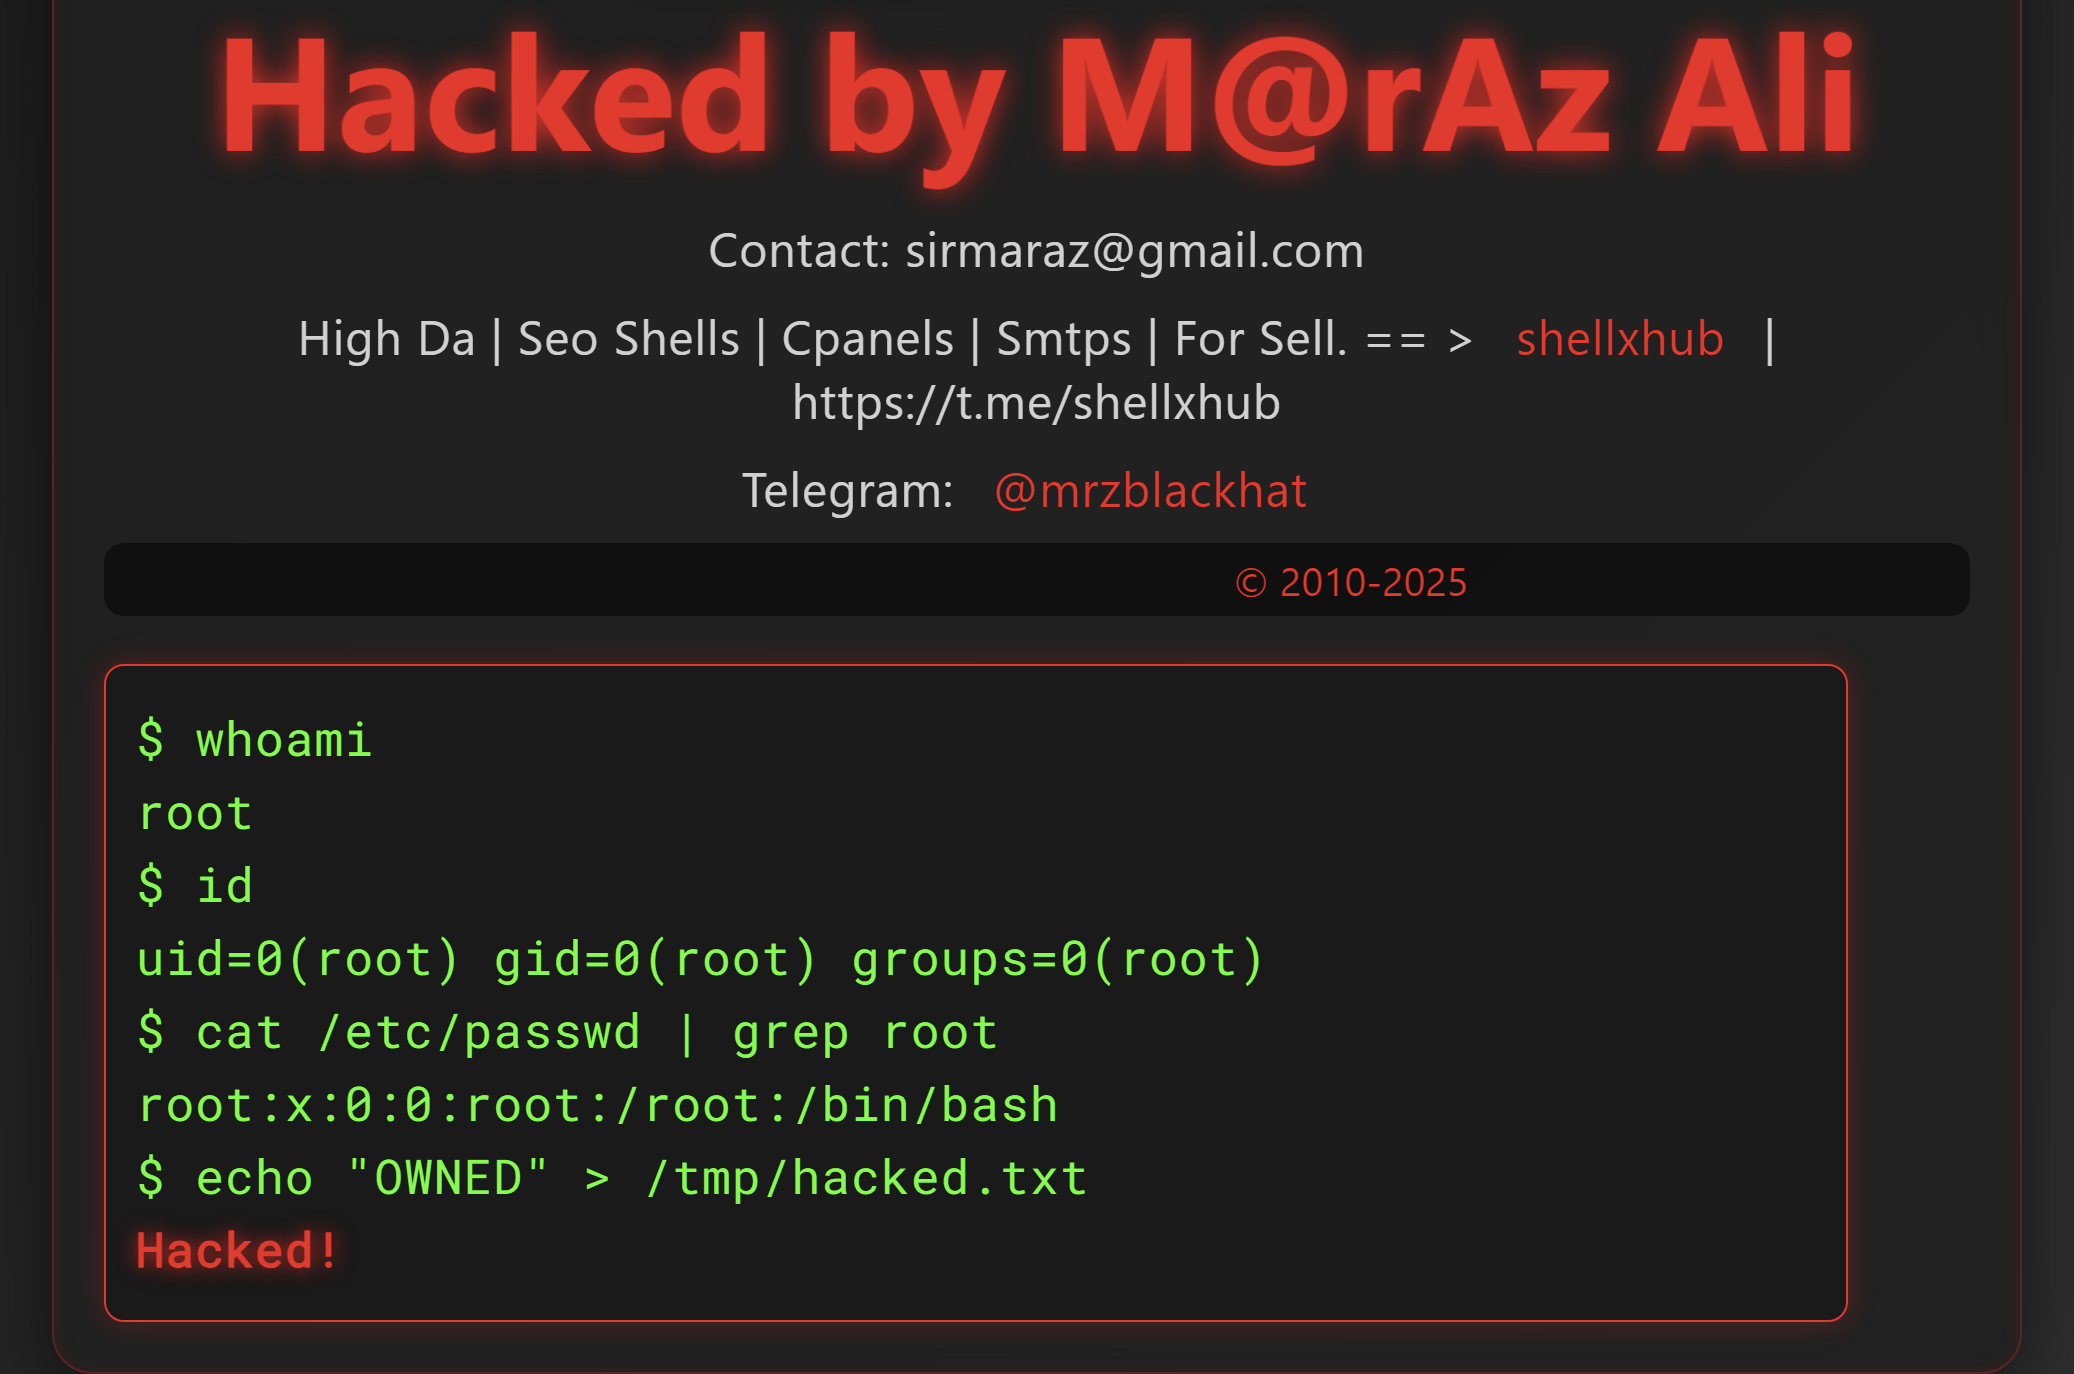 Hacked by M@rAz Ali
Contact: sirmaraz@gmail.com
High Da | Seo Shells | Cpanels | Smtps | For Sell. == > shellxhub |
https://t.me/shellxhub
Telegram: @mrzblackhat
© 2010-2025
$ whoami
root
$ id
uid=0(root) gid=0(root) groups=0(root)
$ cat /etc/passwd | grep root
root:x:0:0:root:/root:/bin/bash
$ echo "OWNED" > /tmp/hacked.txt
Hacked!